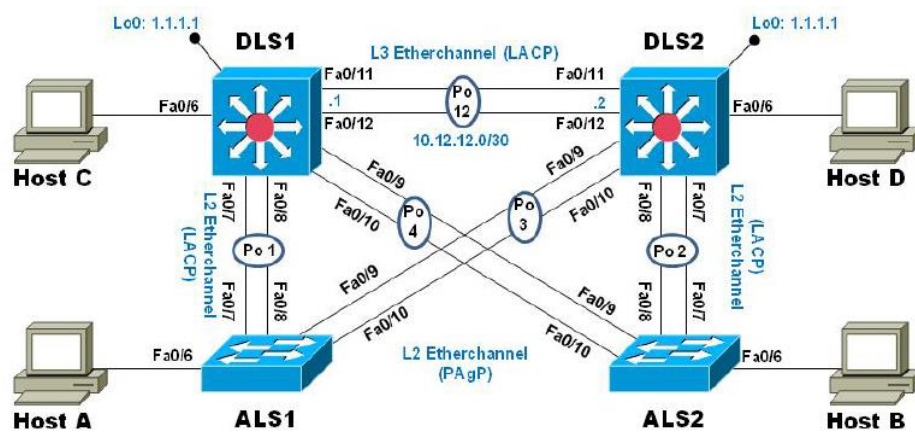 Lo0: 1.1.1.1
Lo0: 1.1.1.1
DLS1
DLS2
L3 Etherchannel (LACP)
Fa0/11
Fa0/11
Fa0/6
.1
Po
12
.2
Fa0/6
Fa0/12
Fa0/12
10.12.12.0/30
Host C
Host D
Fa0/9
Fa0/9
Fa0/7
Fa0/8
Fa0/10
Po
4
Po
3
Fa0/10
Fa0/8
Fa0/7
L2 Etherchannel
(LACP)
Po 1
Po 2
(LACP)
L2 Etherchannel
Fa0/7
Fa0/8
Fa0/9
Fa0/9
Fa0/8
Fa0/7
Fa0/10
Fa0/10
Fa0/6
L2 Etherchannel
(PAgP)
Fa0/6
Host A
ALS1
ALS2
Host B